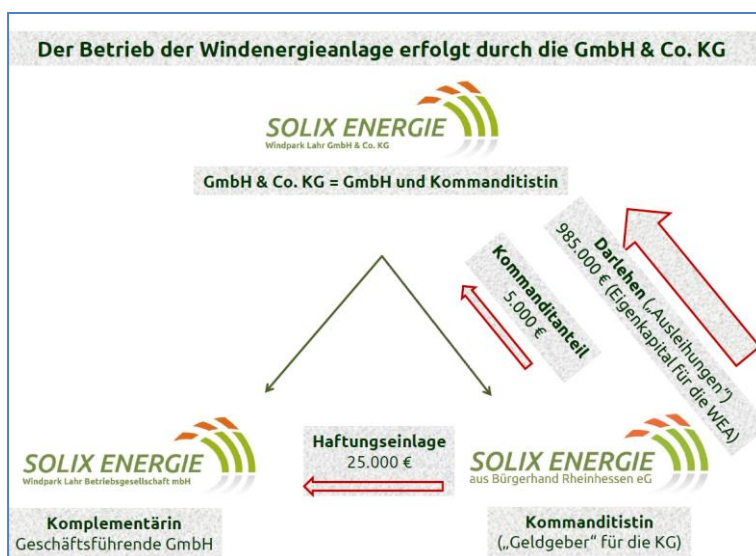 Der Betrieb der Windenergieanlage erfolgt durch die GmbH & Co. KG
SOLIX ENERGIE
Windpark Lahr GmbH & Co. KG
GmbH & Co. KG = GmbH und Kommanditistin
Kommanditanteil
5.000 €
Darlehen („Ausleihungen“)
985.000 € (Eigenkapital für die WEA)
SOLIX ENERGIE
Windpark Lahr Betriebsgesellschaft mbH
Haftungseinlage
25.000 €
SOLIX ENERGIE
aus Bürgerhand Rheinhessen eG
Komplementärin
Geschäftsführende GmbH
Kommanditistin
(„Geldgeber“ für die KG)